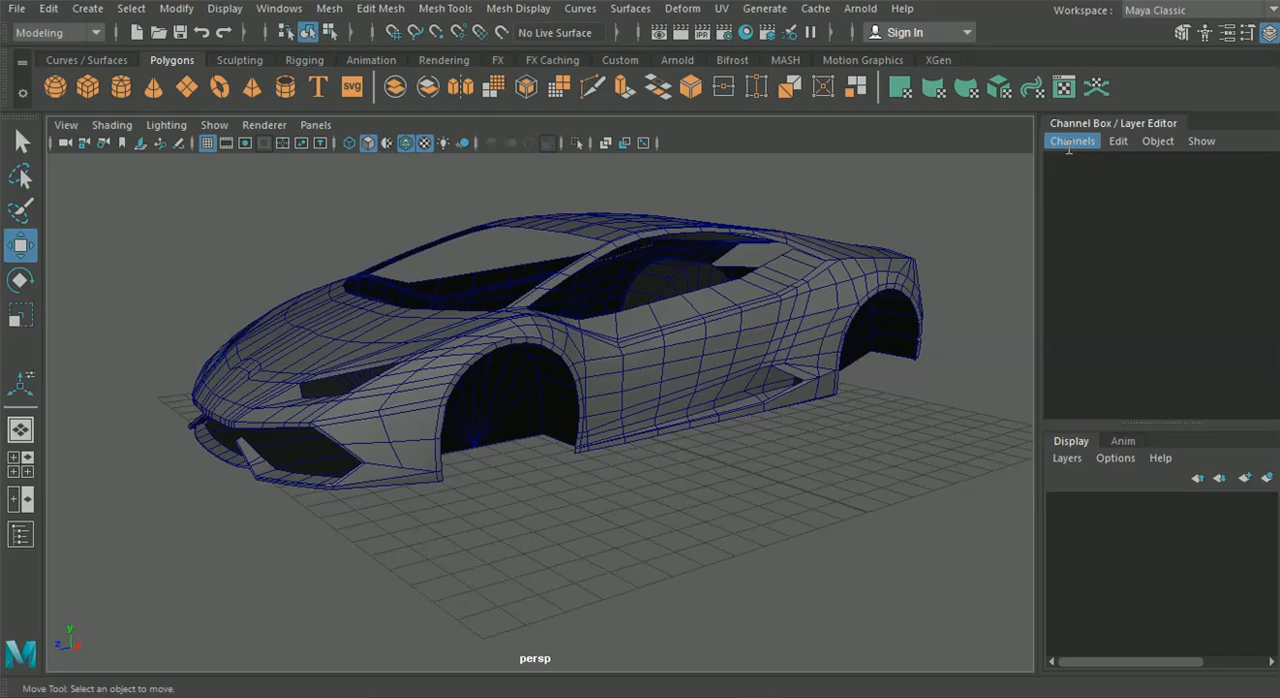 File Edit Create Select Modify Display Windows Mesh Edit Mesh Mesh Tools Mesh Display Curves Surfaces Deform UV Generate Cache Arnold Help Workspace : Maya Classic
Modeling No Live Surface IPR Sign In
Curves / Surfaces Polygons Sculpting Rigging Animation Rendering FX FX Caching Custom Arnold Bifrost MASH Motion Graphics XGen
T SVG
View Shading Lighting Show Renderer Panels
Channel Box / Layer Editor
Channels Edit Object Show
Display Anim
Layers Options Help
y
z x
persp
M
Move Tool: Select an object to move.